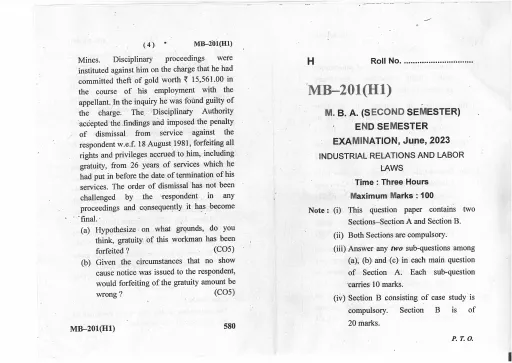 (4)
MB–201(H1)
Mines. Disciplinary proceedings were
instituted against him on the charge that he had
committed theft of gold worth ₹ 15,561.00 in
the course of his employment with the
appellant. In the inquiry he was found guilty of
the charge. The Disciplinary Authority
accepted the findings and imposed the penalty
of dismissal from service against the
respondent w.e.f. 18 August 1981, forfeiting all
rights and privileges accrued to him, including
gratuity, from 26 years of services which he
had put in before the date of termination of his
services. The order of dismissal has not been
challenged by the respondent in any
proceedings and consequently it has become
final.
(a) Hypothesize on what grounds, do you
think, gratuity of this workman has been
forfeited ? (CO5)
(b) Given the circumstances that no show
cause notice was issued to the respondent,
would forfeiting of the gratuity amount be
wrong ? (CO5)
MB–201(H1) 580
H Roll No. ..............................
MB–201(H1)
M. B. A. (SECOND SEMESTER)
END SEMESTER
EXAMINATION, June, 2023
INDUSTRIAL RELATIONS AND LABOR
LAWS
Time : Three Hours
Maximum Marks : 100
Note : (i) This question paper contains two
Sections–Section A and Section B.
(ii) Both Sections are compulsory.
(iii) Answer any two sub-questions among
(a), (b) and (c) in each main question
of Section A. Each sub-question
carries 10 marks.
(iv) Section B consisting of case study is
compulsory. Section B is of
20 marks.
P. T. O.